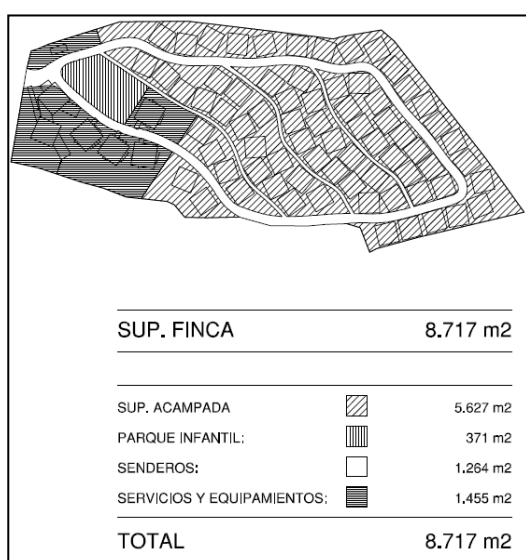 SUP. FINCA 8.717 m2
SUP. ACAMPADA 5.627 m2
PARQUE INFANTIL: 371 m2
SENDEROS: 1.264 m2
SERVICIOS Y EQUIPAMIENTOS: 1.455 m2
TOTAL 8.717 m2